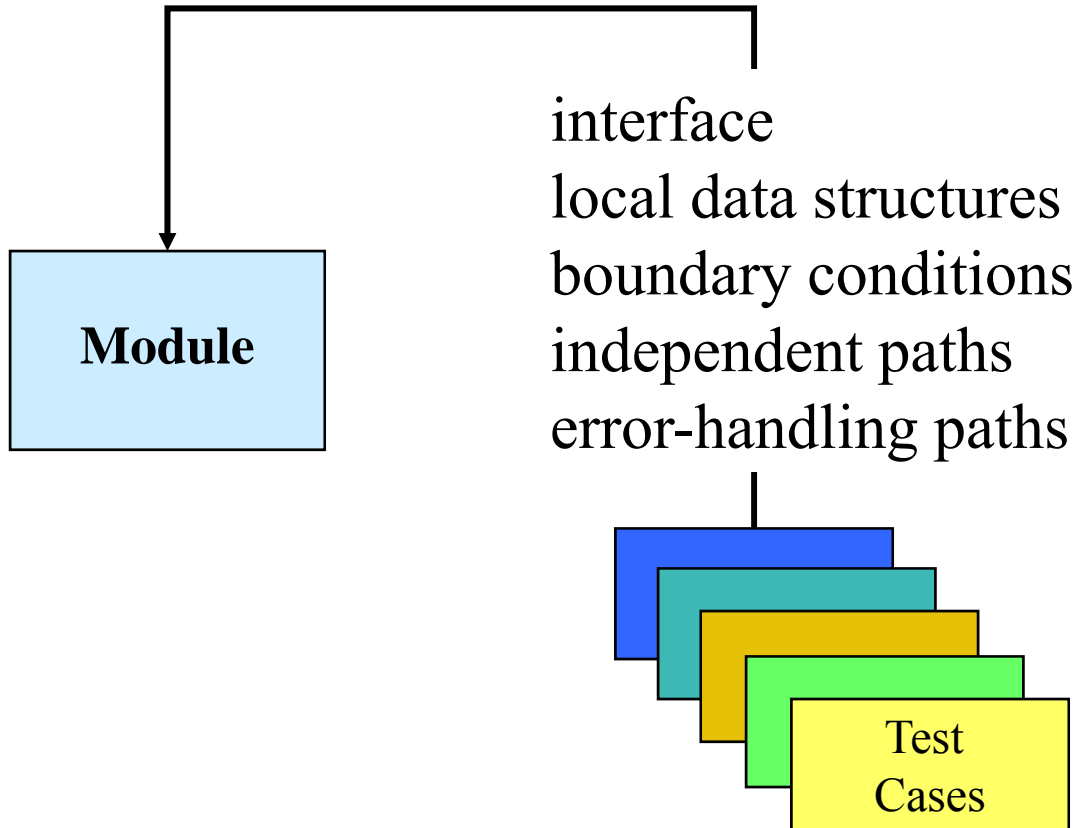 interface
local data structures
boundary conditions
independent paths
error-handling paths
Module
Test
Cases